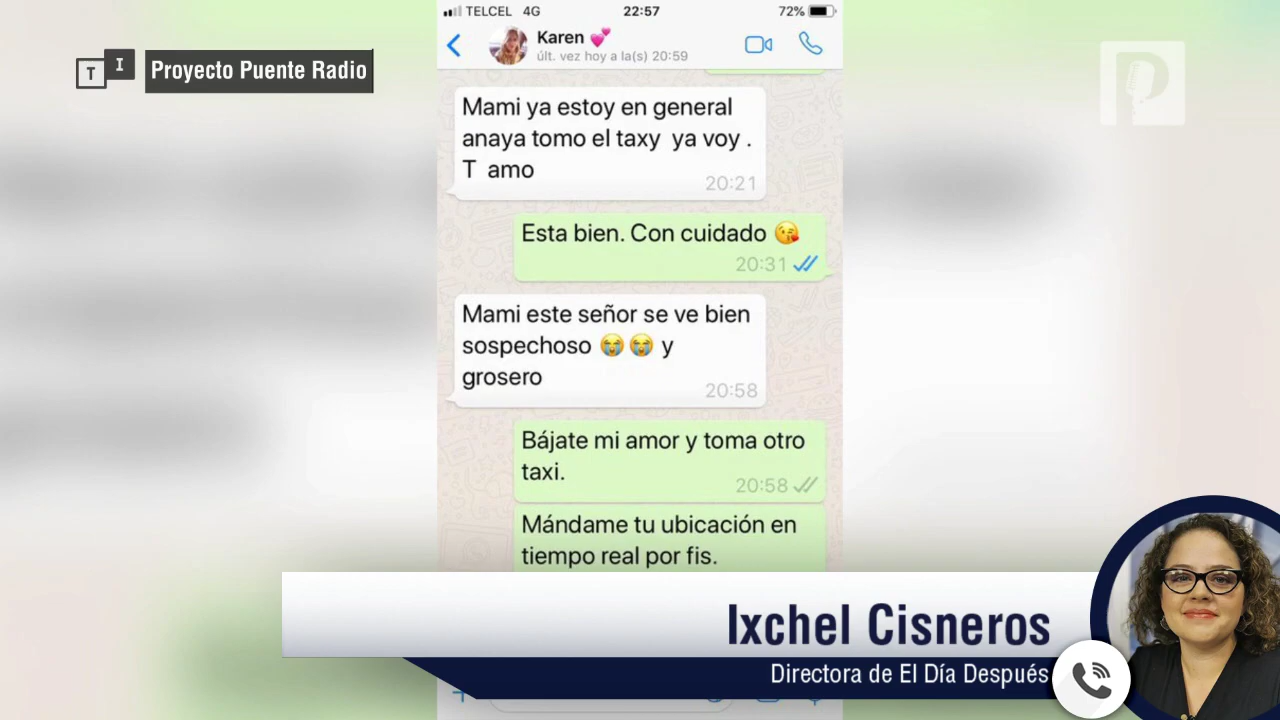 TELCEL 4G 22:57 72%
T I Proyecto Puente Radio
Karen
últ. vez hoy a la(s) 20:59
Mami ya estoy en general
anaya tomo el taxy ya voy .
T amo
20:21
Esta bien. Con cuidado 😘
20:31
Mami este señor se ve bien
sospechoso 😭😭 y
grosero
20:58
Bájate mi amor y toma otro
taxi.
20:58
Mándame tu ubicación en
tiempo real por fis.
Ixchel Cisneros
Directora de El Día Después